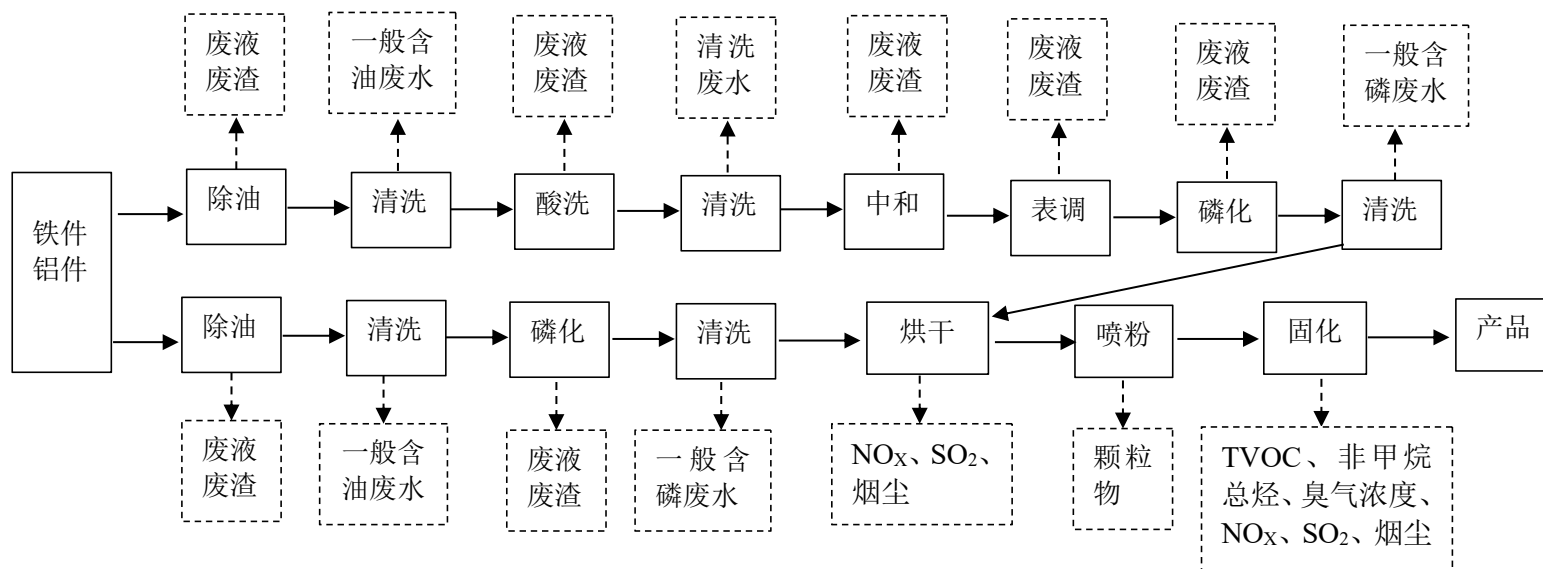 废液
废渣
一般含
油废水
废液
废渣
清洗
废水
废液
废渣
废液
废渣
废液
废渣
一般含
磷废水
铁件
铝件
除油
清洗
酸洗
清洗
中和
表调
磷化
清洗
除油
清洗
磷化
清洗
烘干
喷粉
固化
产品
废液
废渣
一般含
油废水
废液
废渣
一般含
磷废水
NOX、SO2、
烟尘
颗粒
物
TVOC、非甲烷
总烃、臭气浓度、
NOX、SO2、烟尘